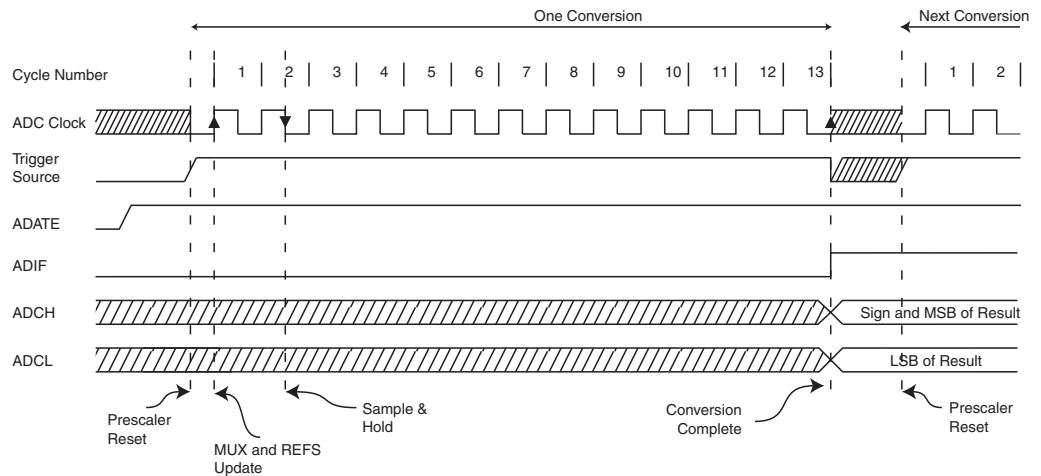 One Conversion
Next Conversion
Cycle Number
1 2 3 4 5 6 7 8 9 10 11 12 13 1 2
ADC Clock
Trigger
Source
ADATE
ADIF
ADCH
Sign and MSB of Result
ADCL
LSB of Result
Prescaler
Reset
MUX and REFS
Update
Sample &
Hold
Conversion
Complete
Prescaler
Reset